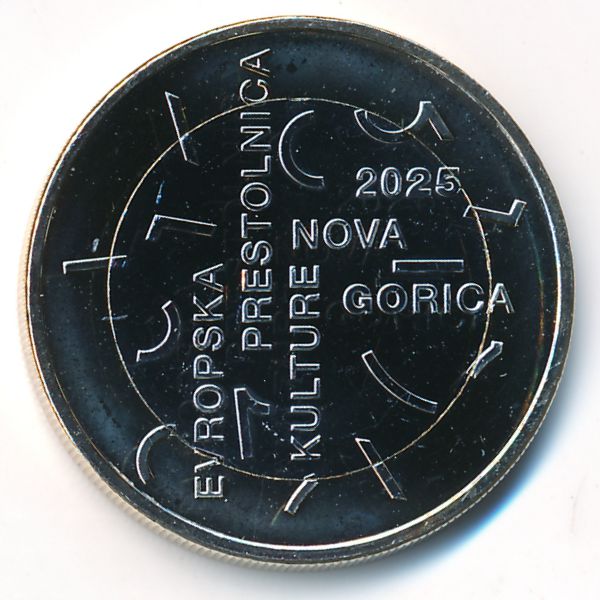 EVROPSKA
PRESTOLNICA
KULTURE
2025
NOVA
GORICA